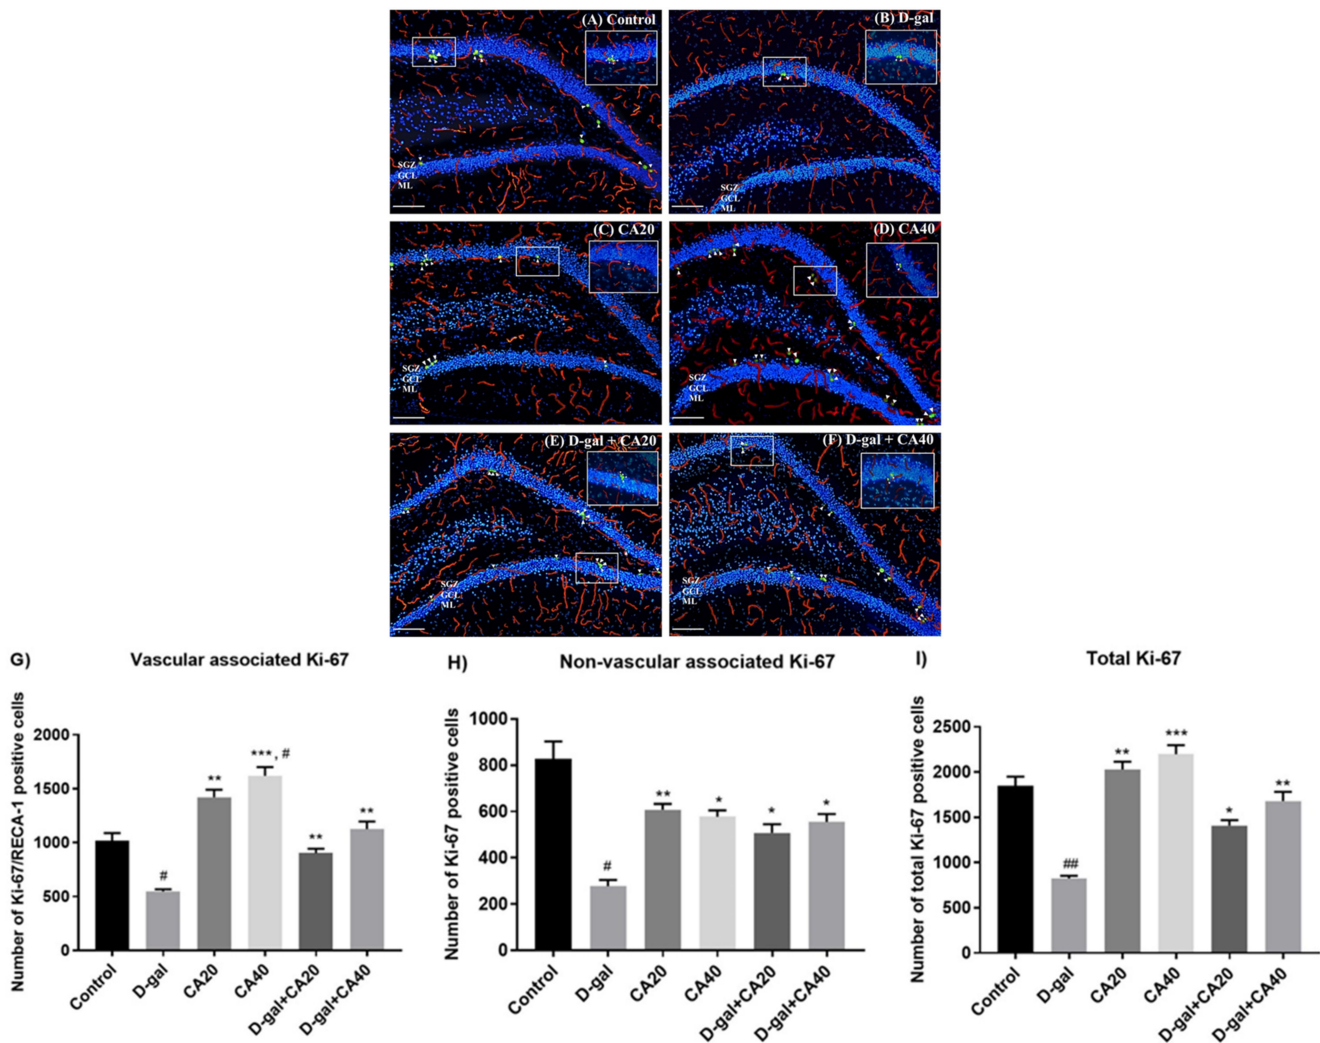 (A) Control
SGZ
GCL
ML
(B) D-gal
SGZ
GCL
ML
(C) CA20
SGZ
GCL
ML
(D) CA40
SGZ
GCL
ML
(E) D-gal + CA20
SGZ
GCL
ML
(F) D-gal + CA40
SGZ
GCL
ML
G)
Vascular associated Ki-67
Number of Ki-67/RECA-1 positive cells
2000
1500
1000
500
0
#
**
***, #
**
**
Control
D-gal
CA20
CA40
D-gal+CA20
D-gal+CA40
H)
Non-vascular associated Ki-67
Number of Ki-67 positive cells
1000
800
600
400
200
0
#
**
*
*
*
Control
D-gal
CA20
CA40
D-gal+CA20
D-gal+CA40
I)
Total Ki-67
Number of total Ki-67 positive cells
2500
2000
1500
1000
500
0
##
**
***
*
**
Control
D-gal
CA20
CA40
D-gal+CA20
D-gal+CA40